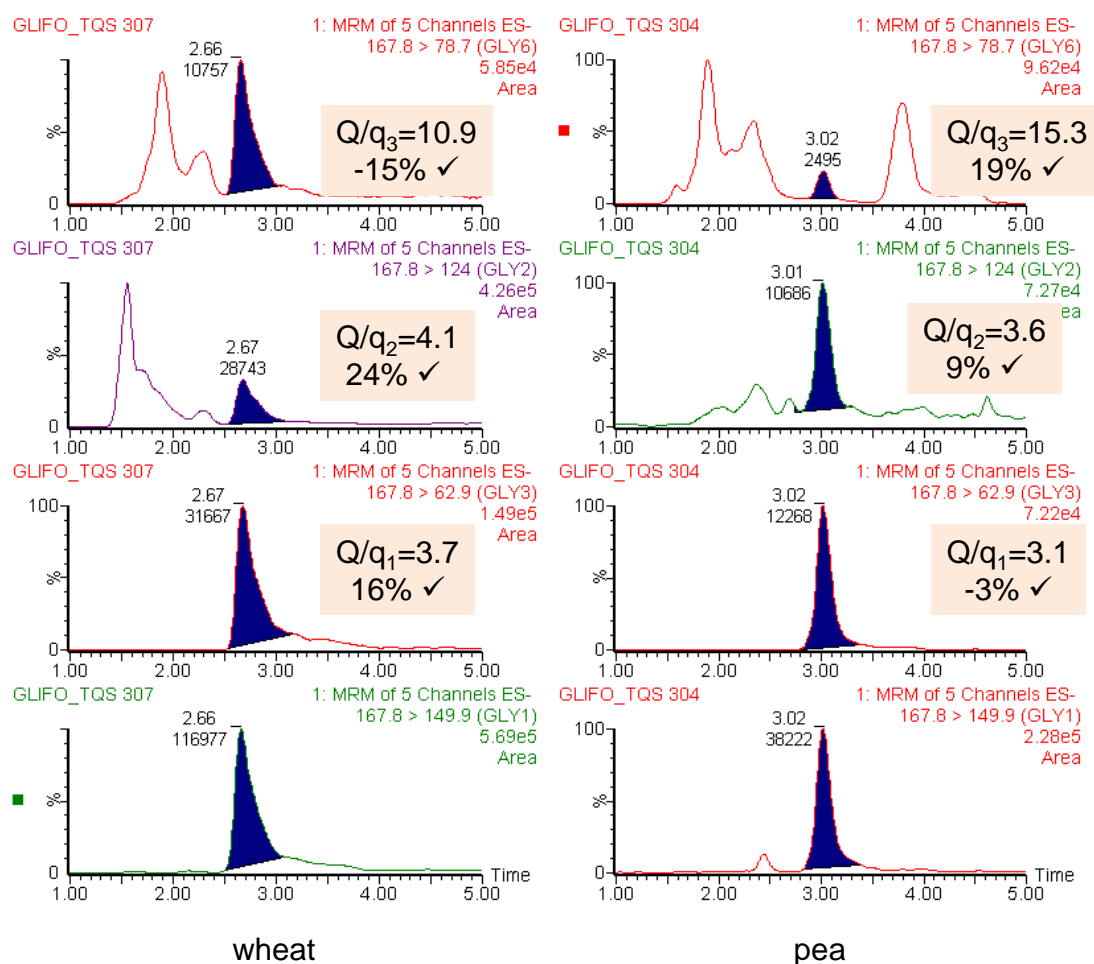 GLIFO_TQS 307
1: MRM of 5 Channels ES-
167.8 > 78.7 (GLY6)
5.85e4
Area
2.66
10757
%
0
1.00 2.00 3.00 4.00 5.00
Q/q3=10.9
-15% ✓
GLIFO_TQS 304
1: MRM of 5 Channels ES-
167.8 > 78.7 (GLY6)
9.62e4
Area
100
3.02
2495
%
0
1.00 2.00 3.00 4.00 5.00
Q/q3=15.3
19% ✓
GLIFO_TQS 307
1: MRM of 5 Channels ES-
167.8 > 124 (GLY2)
4.26e5
Area
2.67
28743
%
0
1.00 2.00 3.00 4.00 5.00
Q/q2=4.1
24% ✓
GLIFO_TQS 304
1: MRM of 5 Channels ES-
167.8 > 124 (GLY2)
7.27e4
ea
100
3.01
10686
%
0
1.00 2.00 3.00 4.00 5.00
Q/q2=3.6
9% ✓
GLIFO_TQS 307
1: MRM of 5 Channels ES-
167.8 > 62.9 (GLY3)
1.49e5
Area
100
2.67
31667
%
0
1.00 2.00 3.00 4.00 5.00
Q/q1=3.7
16% ✓
GLIFO_TQS 304
1: MRM of 5 Channels ES-
167.8 > 62.9 (GLY3)
7.22e4
100
3.02
12268
%
0
1.00 2.00 3.00 4.00 5.00
Q/q1=3.1
-3% ✓
GLIFO_TQS 307
1: MRM of 5 Channels ES-
167.8 > 149.9 (GLY1)
5.69e5
Area
2.66
116977
%
0
Time
1.00 2.00 3.00 4.00 5.00
GLIFO_TQS 304
1: MRM of 5 Channels ES-
167.8 > 149.9 (GLY1)
2.28e5
Area
100
3.02
38222
%
0
Time
1.00 2.00 3.00 4.00 5.00
wheat
pea